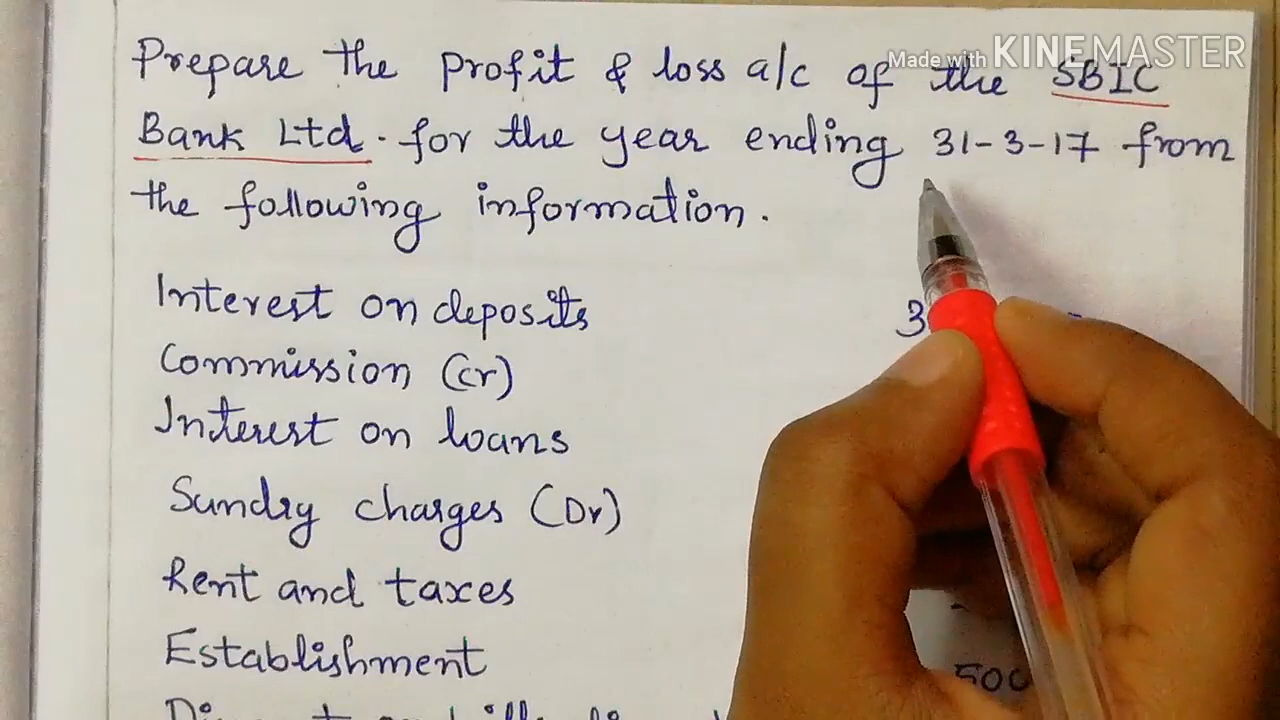 Made with KINEMASTER
Prepare the profit & loss a/c of the SBIC
Bank Ltd. for the year ending 31-3-17 from
the following information.
Interest on deposits 3
Commission (Cr)
Interest on loans
Sundry charges (Dr)
Rent and taxes
Establishment 500